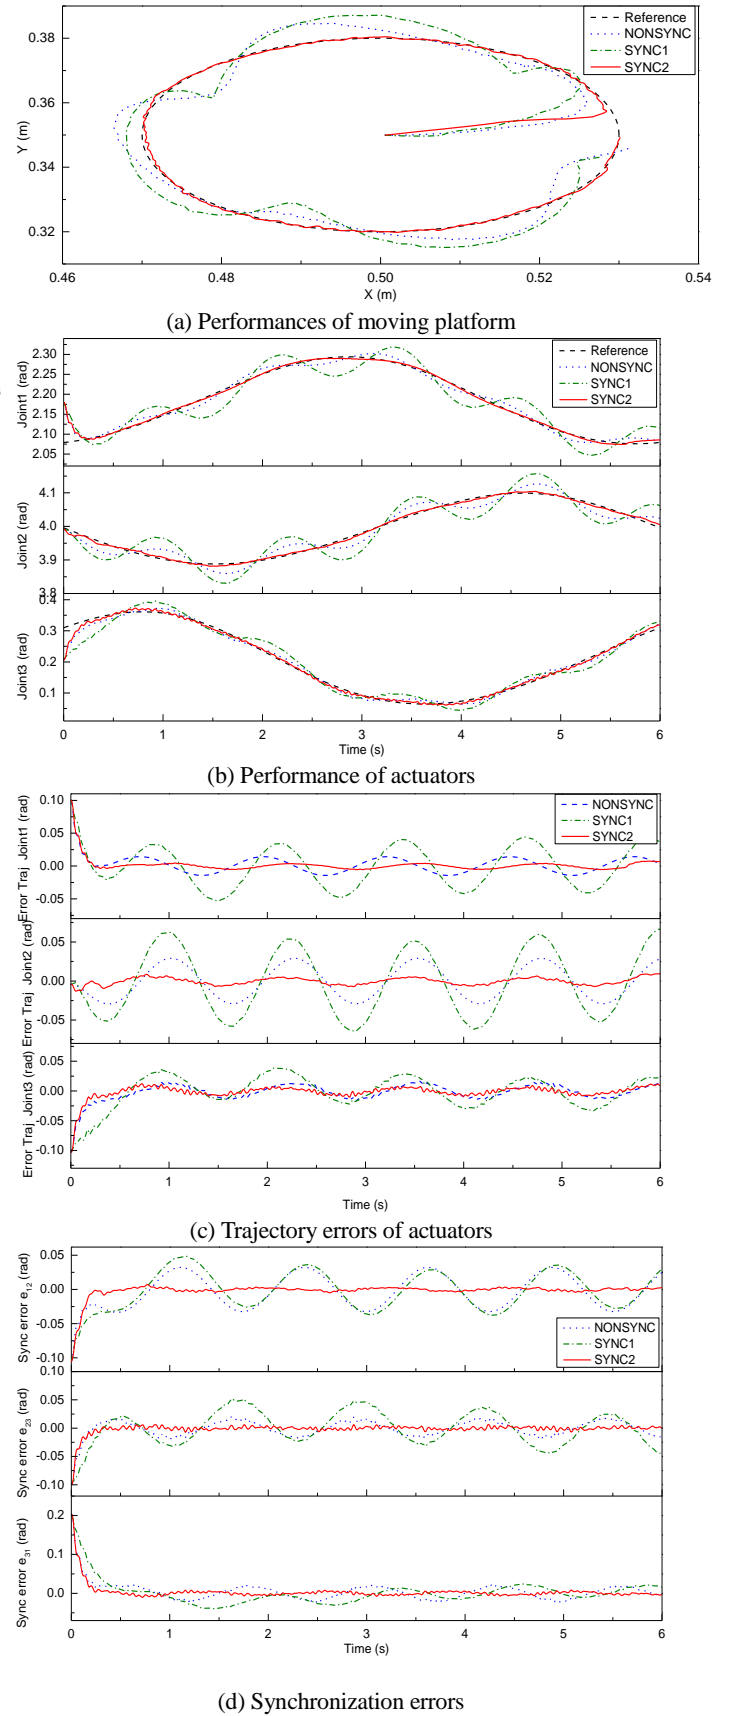 0.38
0.36
0.34
0.32
Y (m)
Reference
NONSYNC
SYNC1
SYNC2
0.46
0.48
0.50
0.52
0.54
X (m)
(a) Performances of moving platform
2.30
2.25
2.20
2.15
2.10
2.05
Joint1 (rad)
Reference
NONSYNC
SYNC1
SYNC2
4.1
4.0
3.9
3.8
Joint2 (rad)
0.4
0.3
0.2
0.1
Joint3 (rad)
0
1
2
3
4
5
6
Time (s)
(b) Performance of actuators
0.10
0.05
0.00
-0.05
Error Traj Joint1 (rad)
NONSYNC
SYNC1
SYNC2
0.05
0.00
-0.05
Error Traj Joint2 (rad)
0.05
0.00
-0.05
-0.10
Error Traj Joint3 (rad)
0
1
2
3
4
5
6
Time (s)
(c) Trajectory errors of actuators
0.05
0.00
-0.05
-0.10
Sync error e12 (rad)
NONSYNC
SYNC1
SYNC2
0.10
0.05
0.00
-0.05
-0.10
Sync error e23 (rad)
0.2
0.1
0.0
Sync error e31 (rad)
0
1
2
3
4
5
6
Time (s)
(d) Synchronization errors